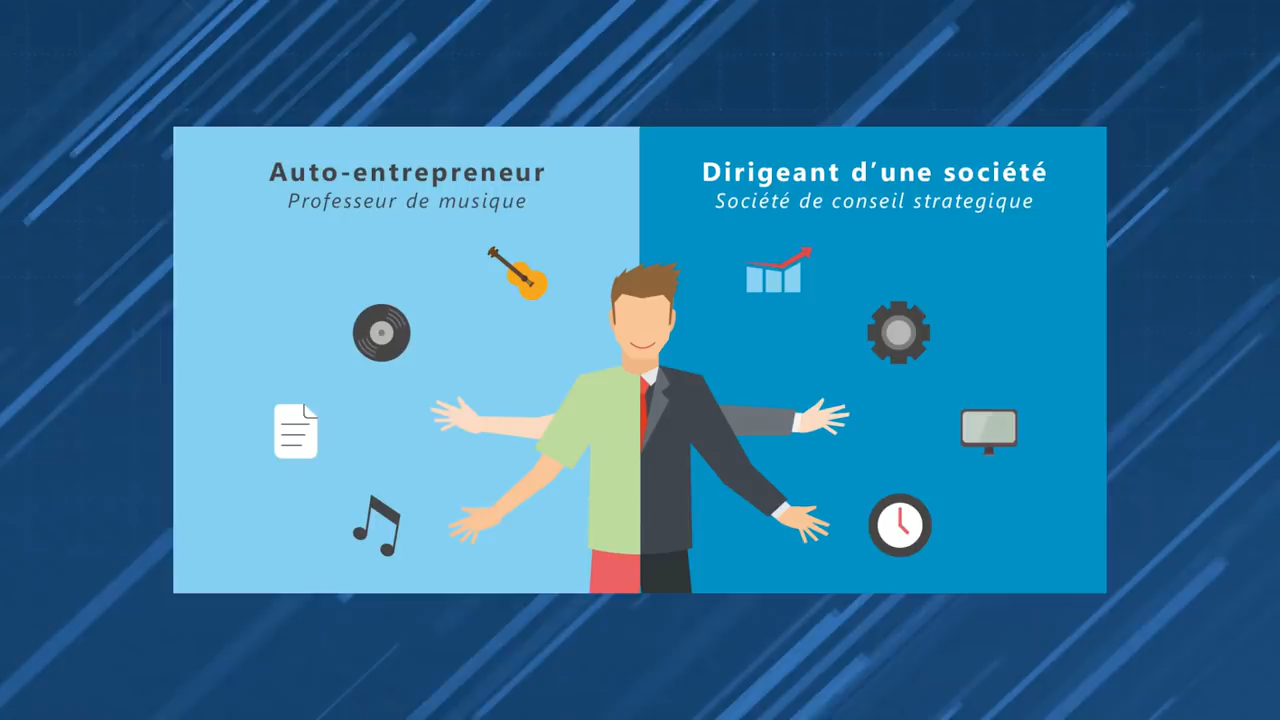 Auto-entrepreneur
Professeur de musique
Dirigeant d’une société
Société de conseil strategique